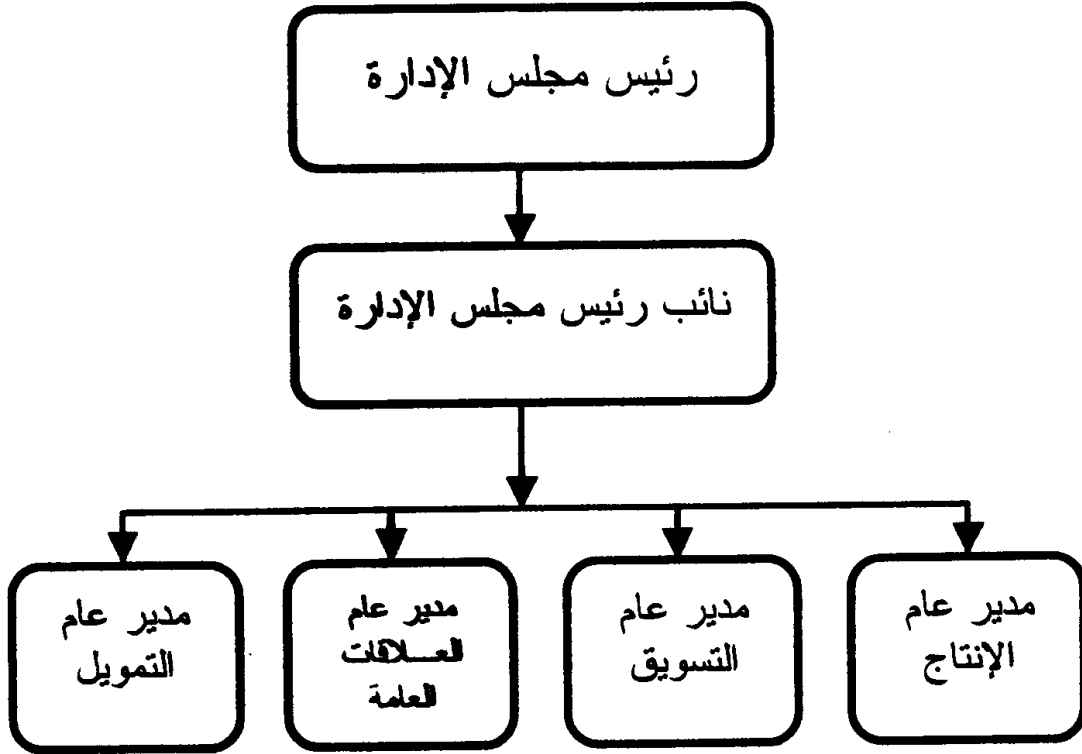 رئيس مجلس الإدارة
نائب رئيس مجلس الإدارة
مدير عام
الإنتاج
مدير عام
التسويق
مدير عام
العلاقات
العامة
مدير عام
التمويل